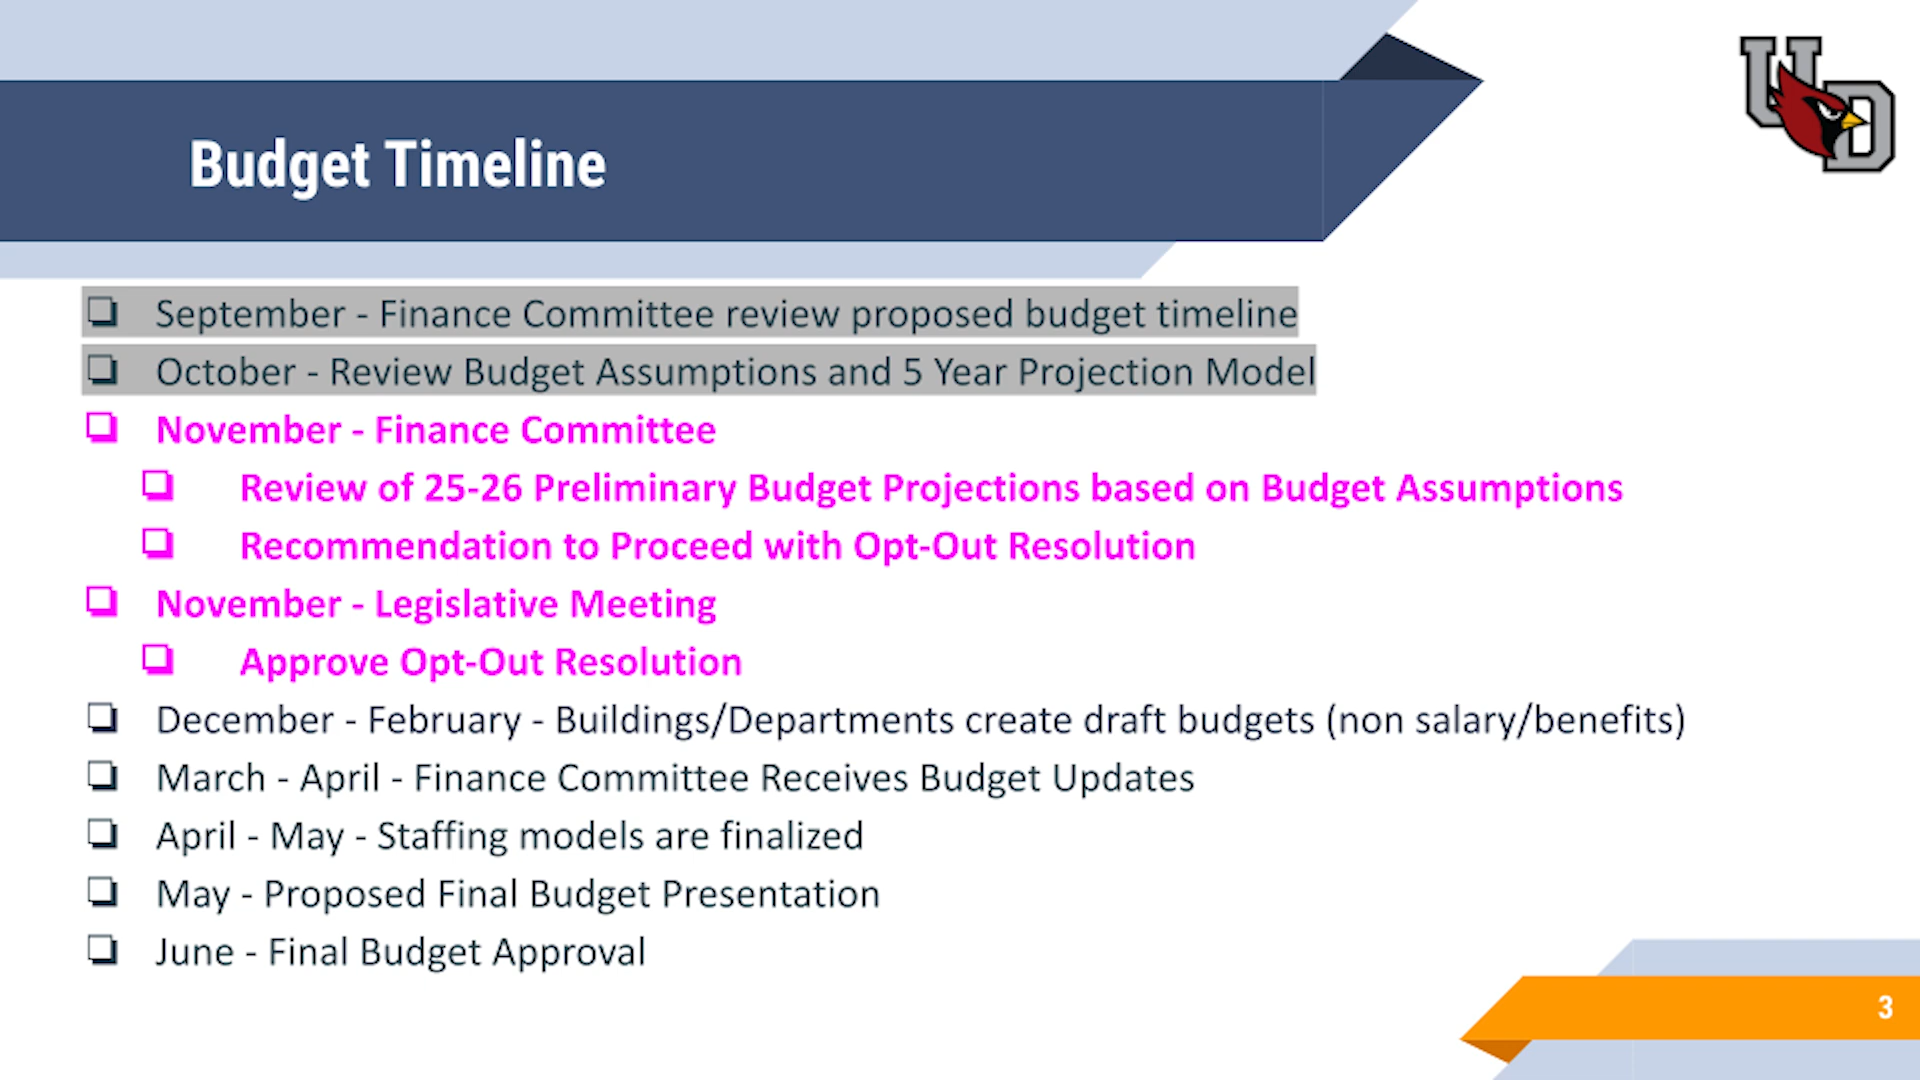 UD
Budget Timeline
September - Finance Committee review proposed budget timeline
October - Review Budget Assumptions and 5 Year Projection Model
November - Finance Committee
Review of 25-26 Preliminary Budget Projections based on Budget Assumptions
Recommendation to Proceed with Opt-Out Resolution
November - Legislative Meeting
Approve Opt-Out Resolution
December - February - Buildings/Departments create draft budgets (non salary/benefits)
March - April - Finance Committee Receives Budget Updates
April - May - Staffing models are finalized
May - Proposed Final Budget Presentation
June - Final Budget Approval
3